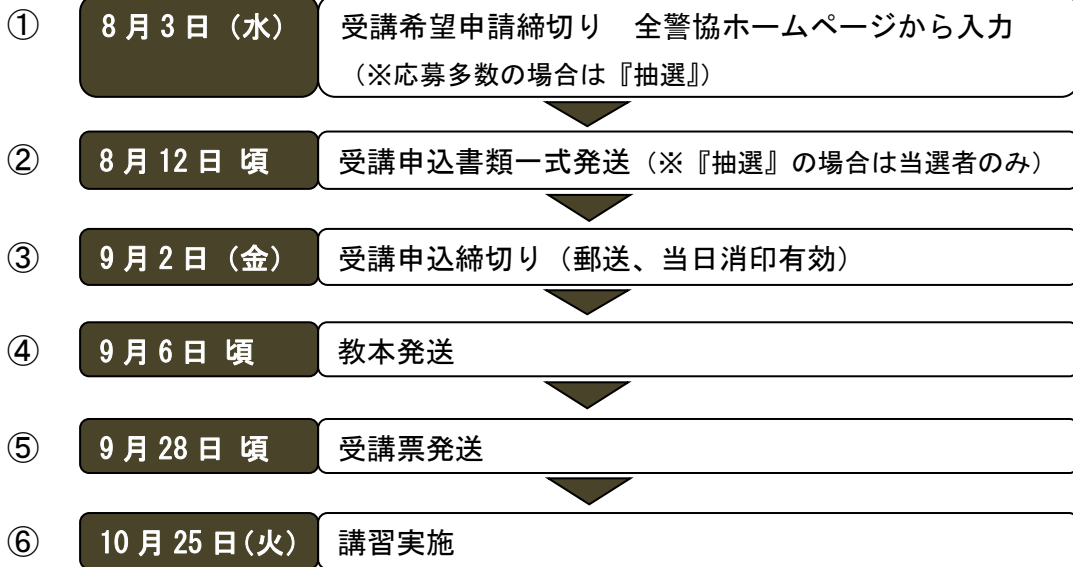 ① 8月3日（水） 受講希望申請締切り　全警協ホームページから入力
（※応募多数の場合は『抽選』）
② 8月12日 頃 受講申込書類一式発送（※『抽選』の場合は当選者のみ）
③ 9月2日（金） 受講申込締切り（郵送、当日消印有効）
④ 9月6日 頃 教本発送
⑤ 9月28日 頃 受講票発送
⑥ 10月25日(火) 講習実施